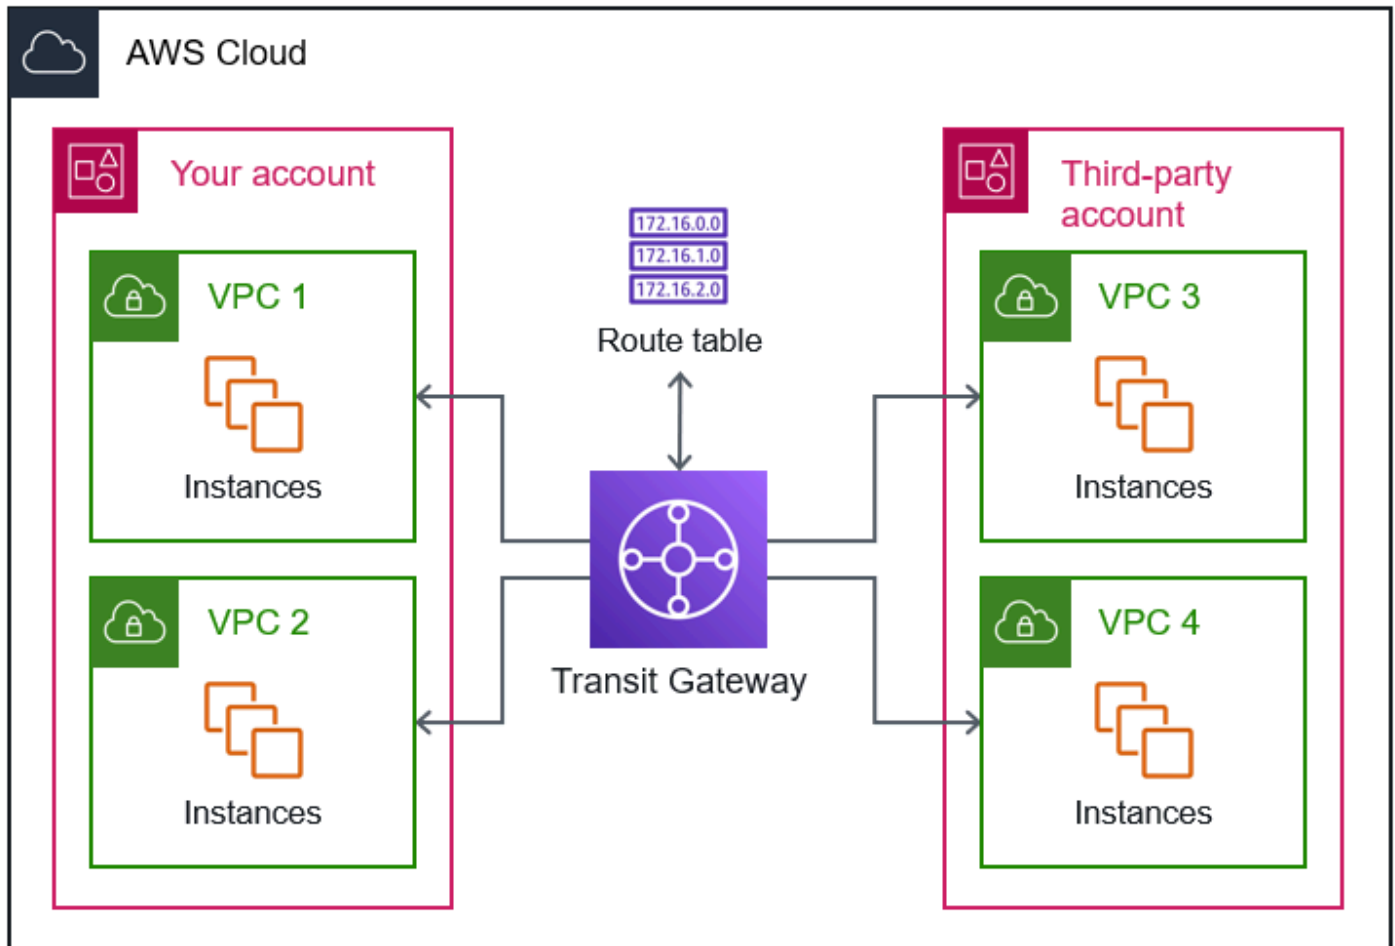 AWS Cloud
Your account
VPC 1
Instances
VPC 2
Instances
172.16.0.0
172.16.1.0
172.16.2.0
Route table
Transit Gateway
Third-party
account
VPC 3
Instances
VPC 4
Instances